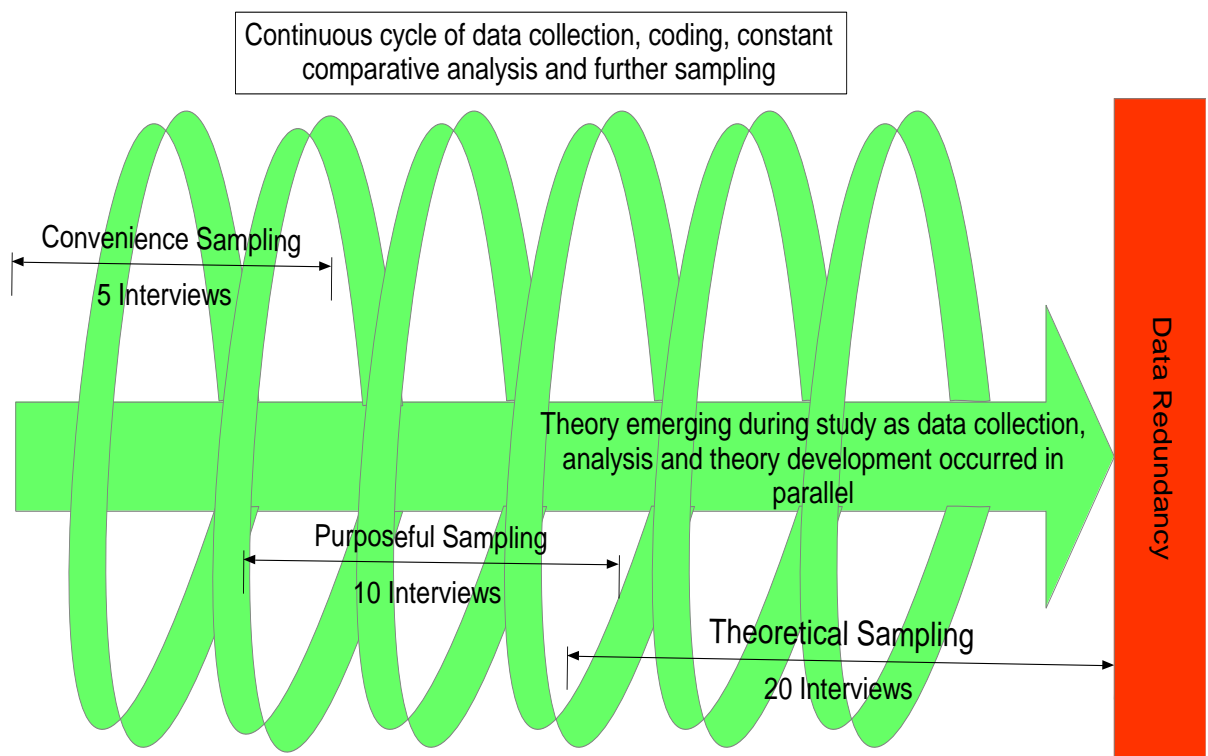 Continuous cycle of data collection, coding, constant
comparative analysis and further sampling
Convenience Sampling
5 Interviews
Theory emerging during study as data collection,
analysis and theory development occurred in
parallel
Purposeful Sampling
10 Interviews
Theoretical Sampling
20 Interviews
Data Redundancy